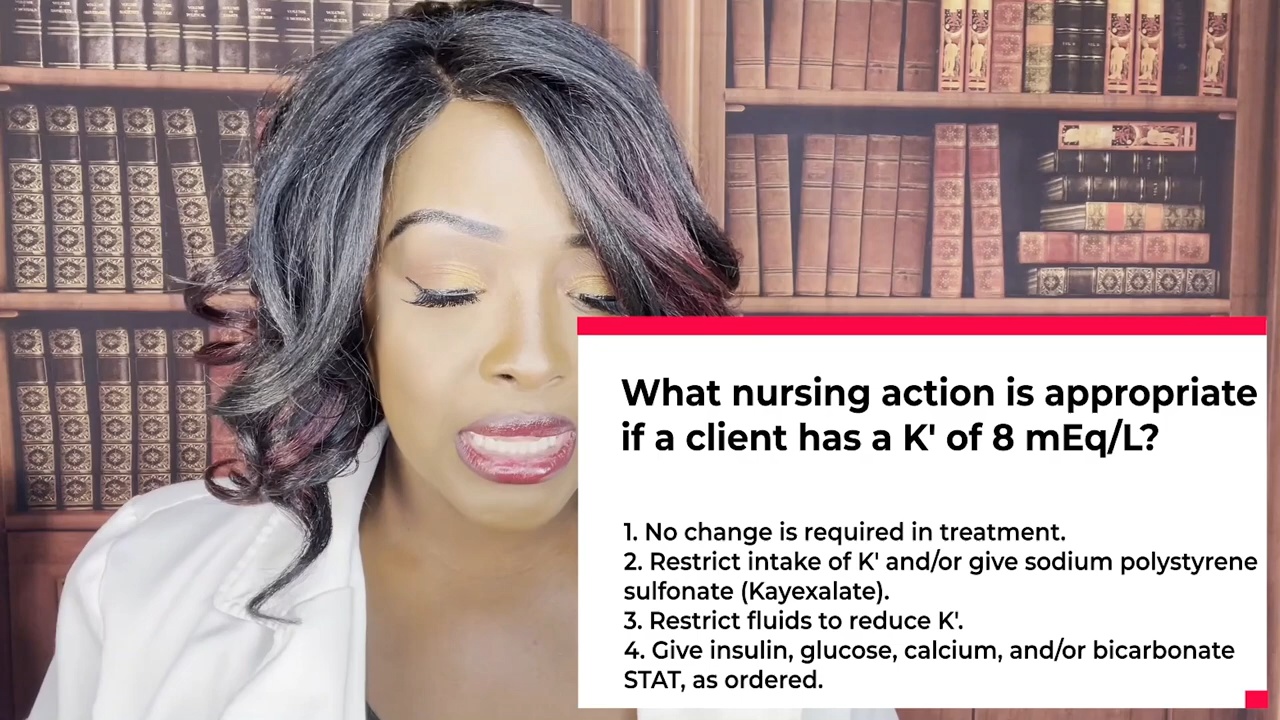 What nursing action is appropriate
if a client has a K' of 8 mEq/L?
1. No change is required in treatment.
2. Restrict intake of K' and/or give sodium polystyrene
sulfonate (Kayexalate).
3. Restrict fluids to reduce K'.
4. Give insulin, glucose, calcium, and/or bicarbonate
STAT, as ordered.